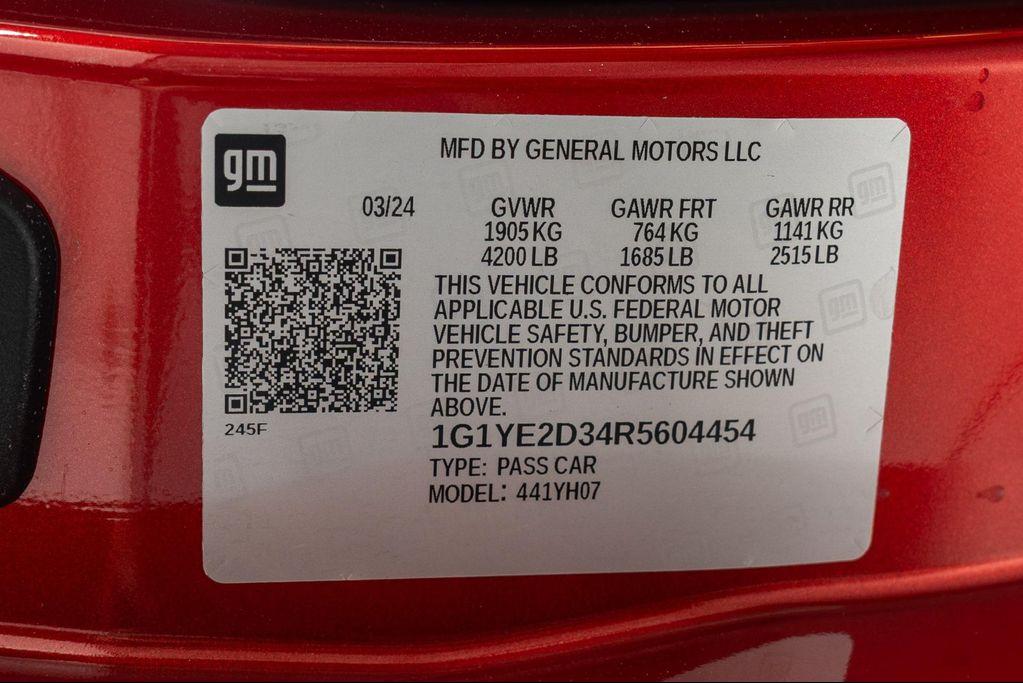 gm
MFD BY GENERAL MOTORS LLC
03/24 GVWR GAWR FRT GAWR RR
1905 KG 764 KG 1141 KG
4200 LB 1685 LB 2515 LB
THIS VEHICLE CONFORMS TO ALL
APPLICABLE U.S. FEDERAL MOTOR
VEHICLE SAFETY, BUMPER, AND THEFT
PREVENTION STANDARDS IN EFFECT ON
THE DATE OF MANUFACTURE SHOWN
ABOVE.
245F
1G1YE2D34R5604454
TYPE: PASS CAR
MODEL: 441YH07